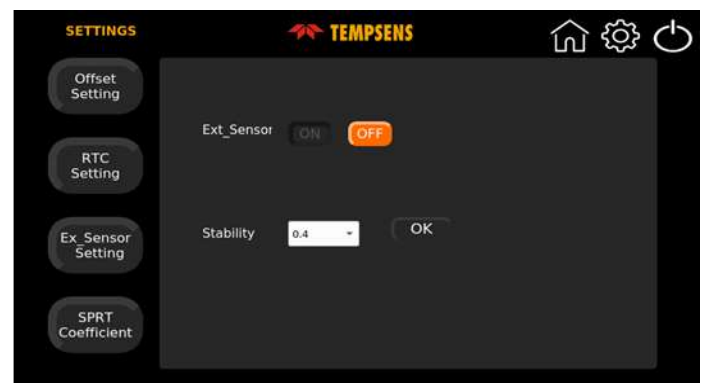 SETTINGS
TEMPSENS
Offset
Setting
RTC
Setting
Ex_Sensor
Setting
SPRT
Coefficient
Ext_Sensor ON OFF
Stability 0.4 OK